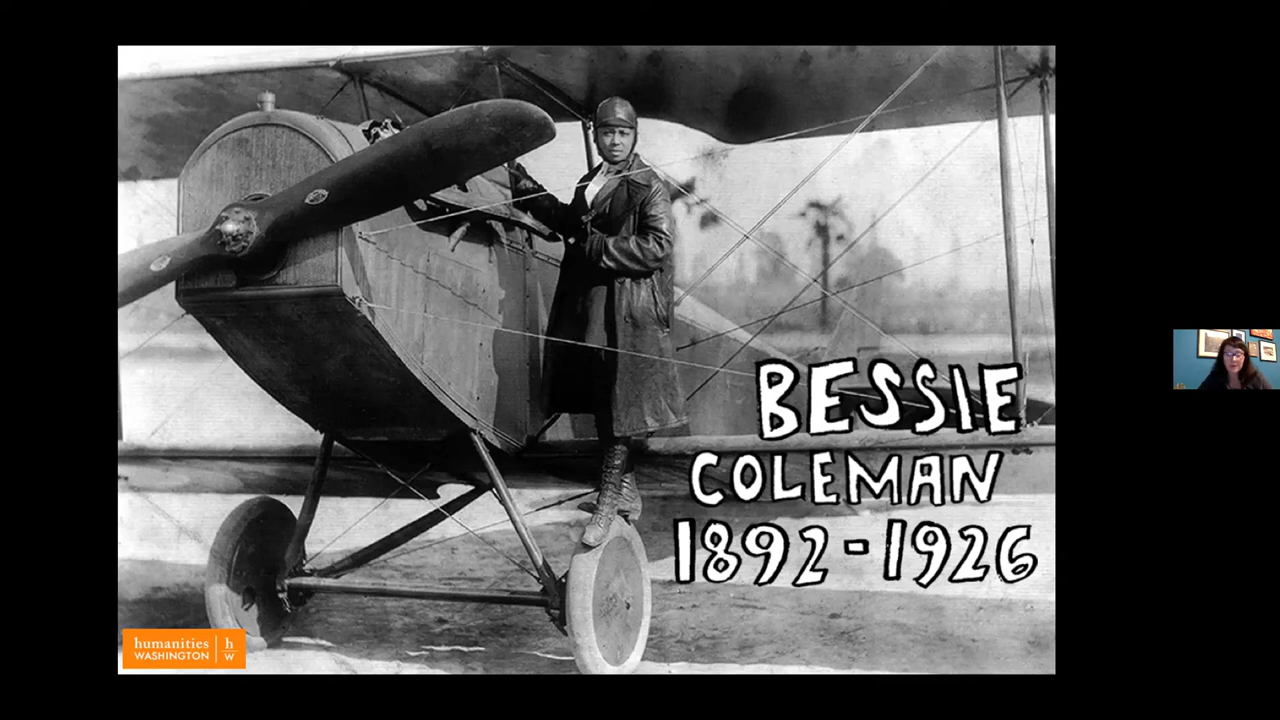 BESSIE
COLEMAN
1892-1926
humanities h
WASHINGTON w